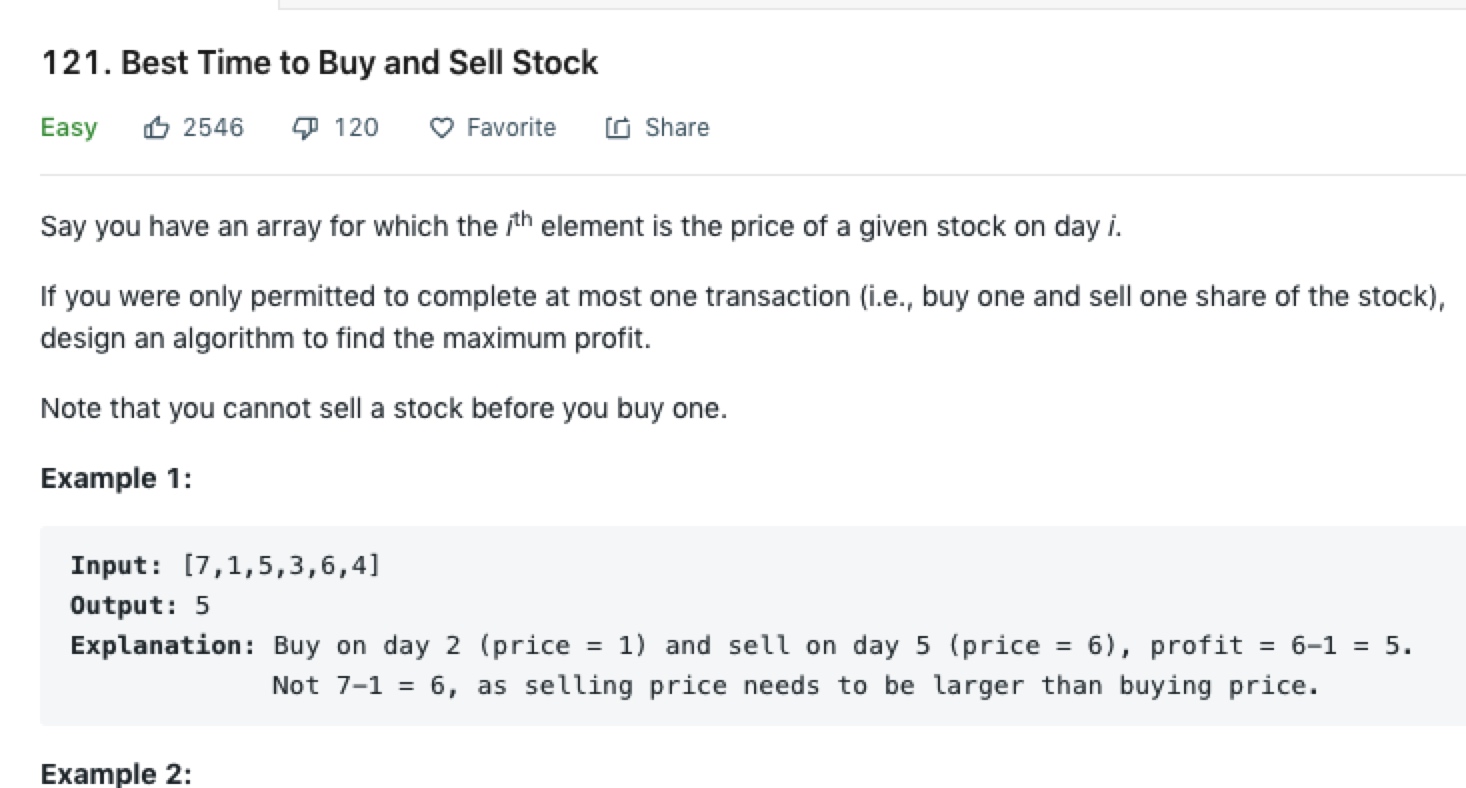 121. Best Time to Buy and Sell Stock
Easy 2546 120 Favorite Share
Say you have an array for which the ith element is the price of a given stock on day i.
If you were only permitted to complete at most one transaction (i.e., buy one and sell one share of the stock),
design an algorithm to find the maximum profit.
Note that you cannot sell a stock before you buy one.
Example 1:
Input: [7,1,5,3,6,4]
Output: 5
Explanation: Buy on day 2 (price = 1) and sell on day 5 (price = 6), profit = 6-1 = 5.
Not 7-1 = 6, as selling price needs to be larger than buying price.
Example 2: